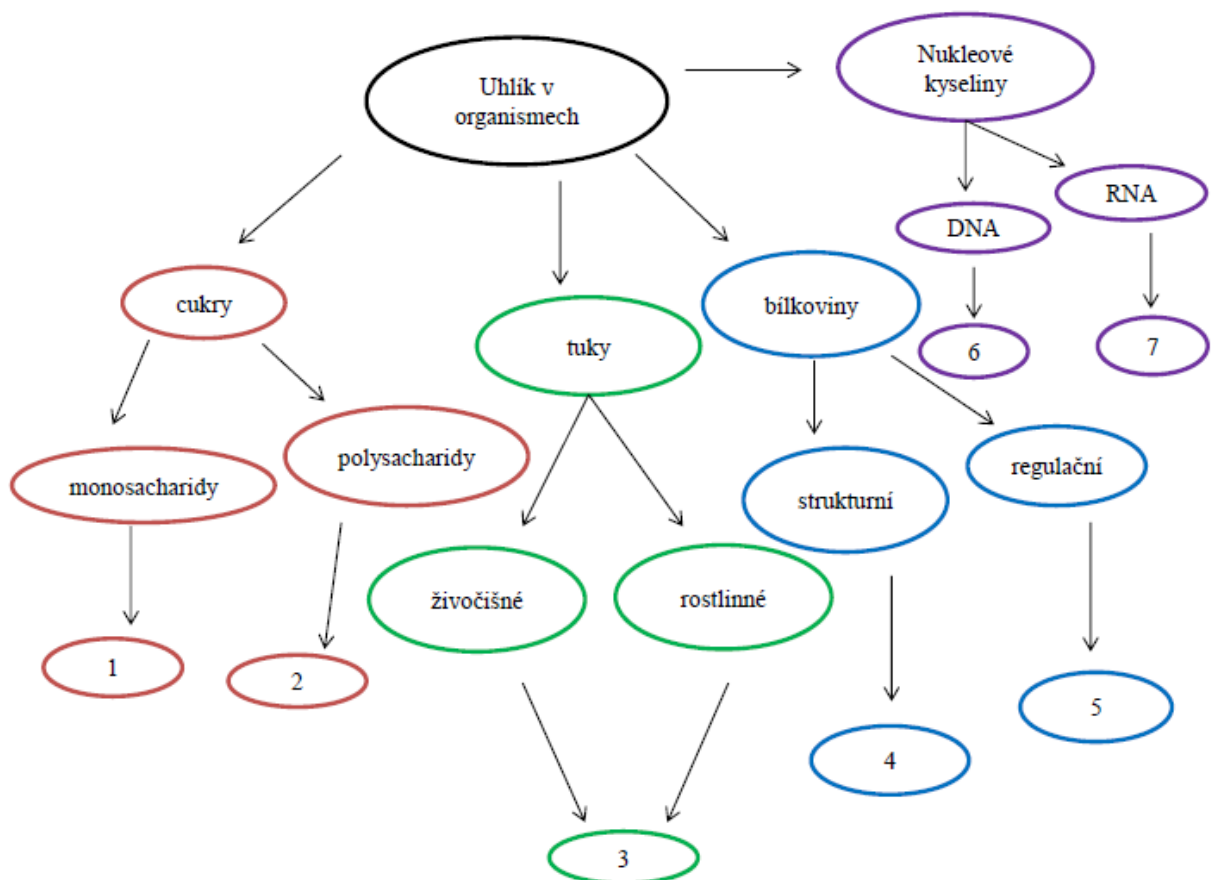 Uhlík v
organismech
Nukleové
kyseliny
RNA
DNA
cukry
tuky
bílkoviny
6
7
monosacharidy
polysacharidy
strukturní
regulační
živočišné
rostlinné
1
2
3
4
5